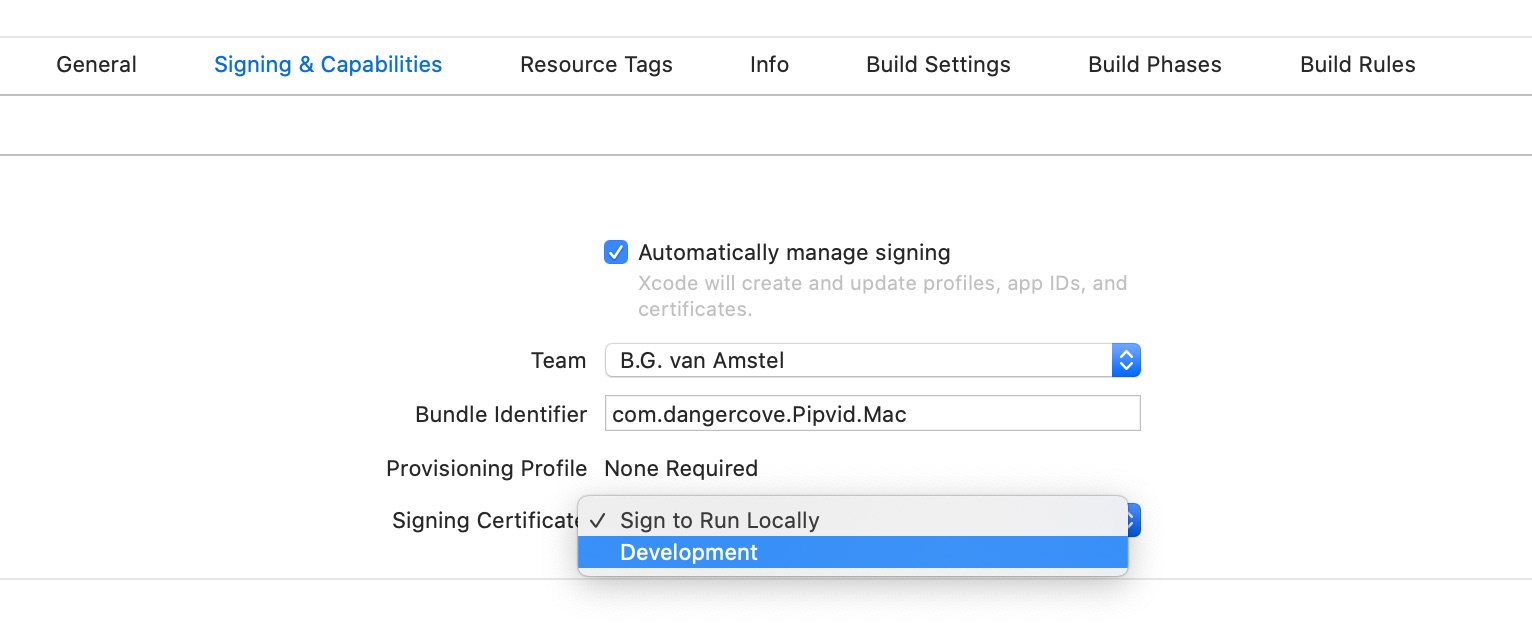 General Signing & Capabilities Resource Tags Info Build Settings Build Phases Build Rules
Automatically manage signing
Xcode will create and update profiles, app IDs, and
certificates.
Team B.G. van Amstel
Bundle Identifier com.dangercove.Pipvid.Mac
Provisioning Profile None Required
Signing Certificate ✓ Sign to Run Locally
Development